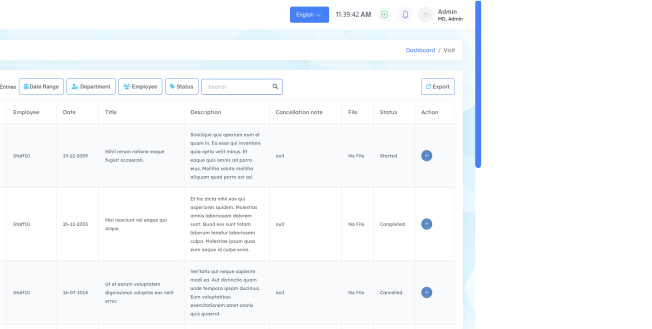 English 11:39:42 AM Admin
MD, Admin
Dashboard / Visit
Entries Date Range Department Employee Status Search Export
Employee Date Title Description Cancellation note File Status Action
Similique quo aperiam eum et
quam in. Ea esse qui inventore
quia optio velit minus. Et
eaque quis omnis ad porro
eius. Mollitia soluta mollitia
aliquam quod porro est ad.
Staff10 19-12-2009 Nihil rerum ratione eaque
fugiat occaecati. null No File Started
Et hic dicta nihil eos qui
asperiores quidem. Molestias
omnis laboriosam dolorem
sunt. Quod eos sunt totam
laborum tenetur laboriosam
culpa. Molestiae ipsum quas
eum eaque id culpa enim.
Staff10 26-12-2023 Nisi nesciunt vel eaque qui
atque. null No File Completed
Veritatis aut neque sapiente
modi ea. Aut distinctio quam
unde tempora ipsam ducimus.
Eum voluptatibus
exercitationem amet omnis
quis quaerat.
Staff10 16-07-2014 Ut et earum voluptatem
dignissimos voluptas eos velit
eros null No File Cancelled